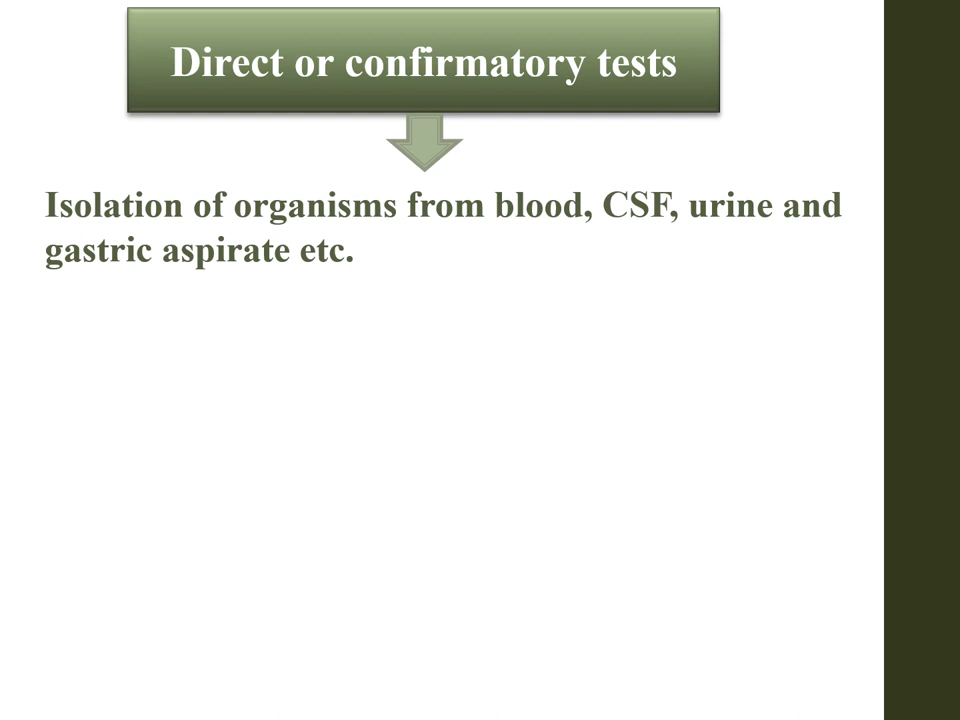 Direct or confirmatory tests
Isolation of organisms from blood, CSF, urine and
gastric aspirate etc.